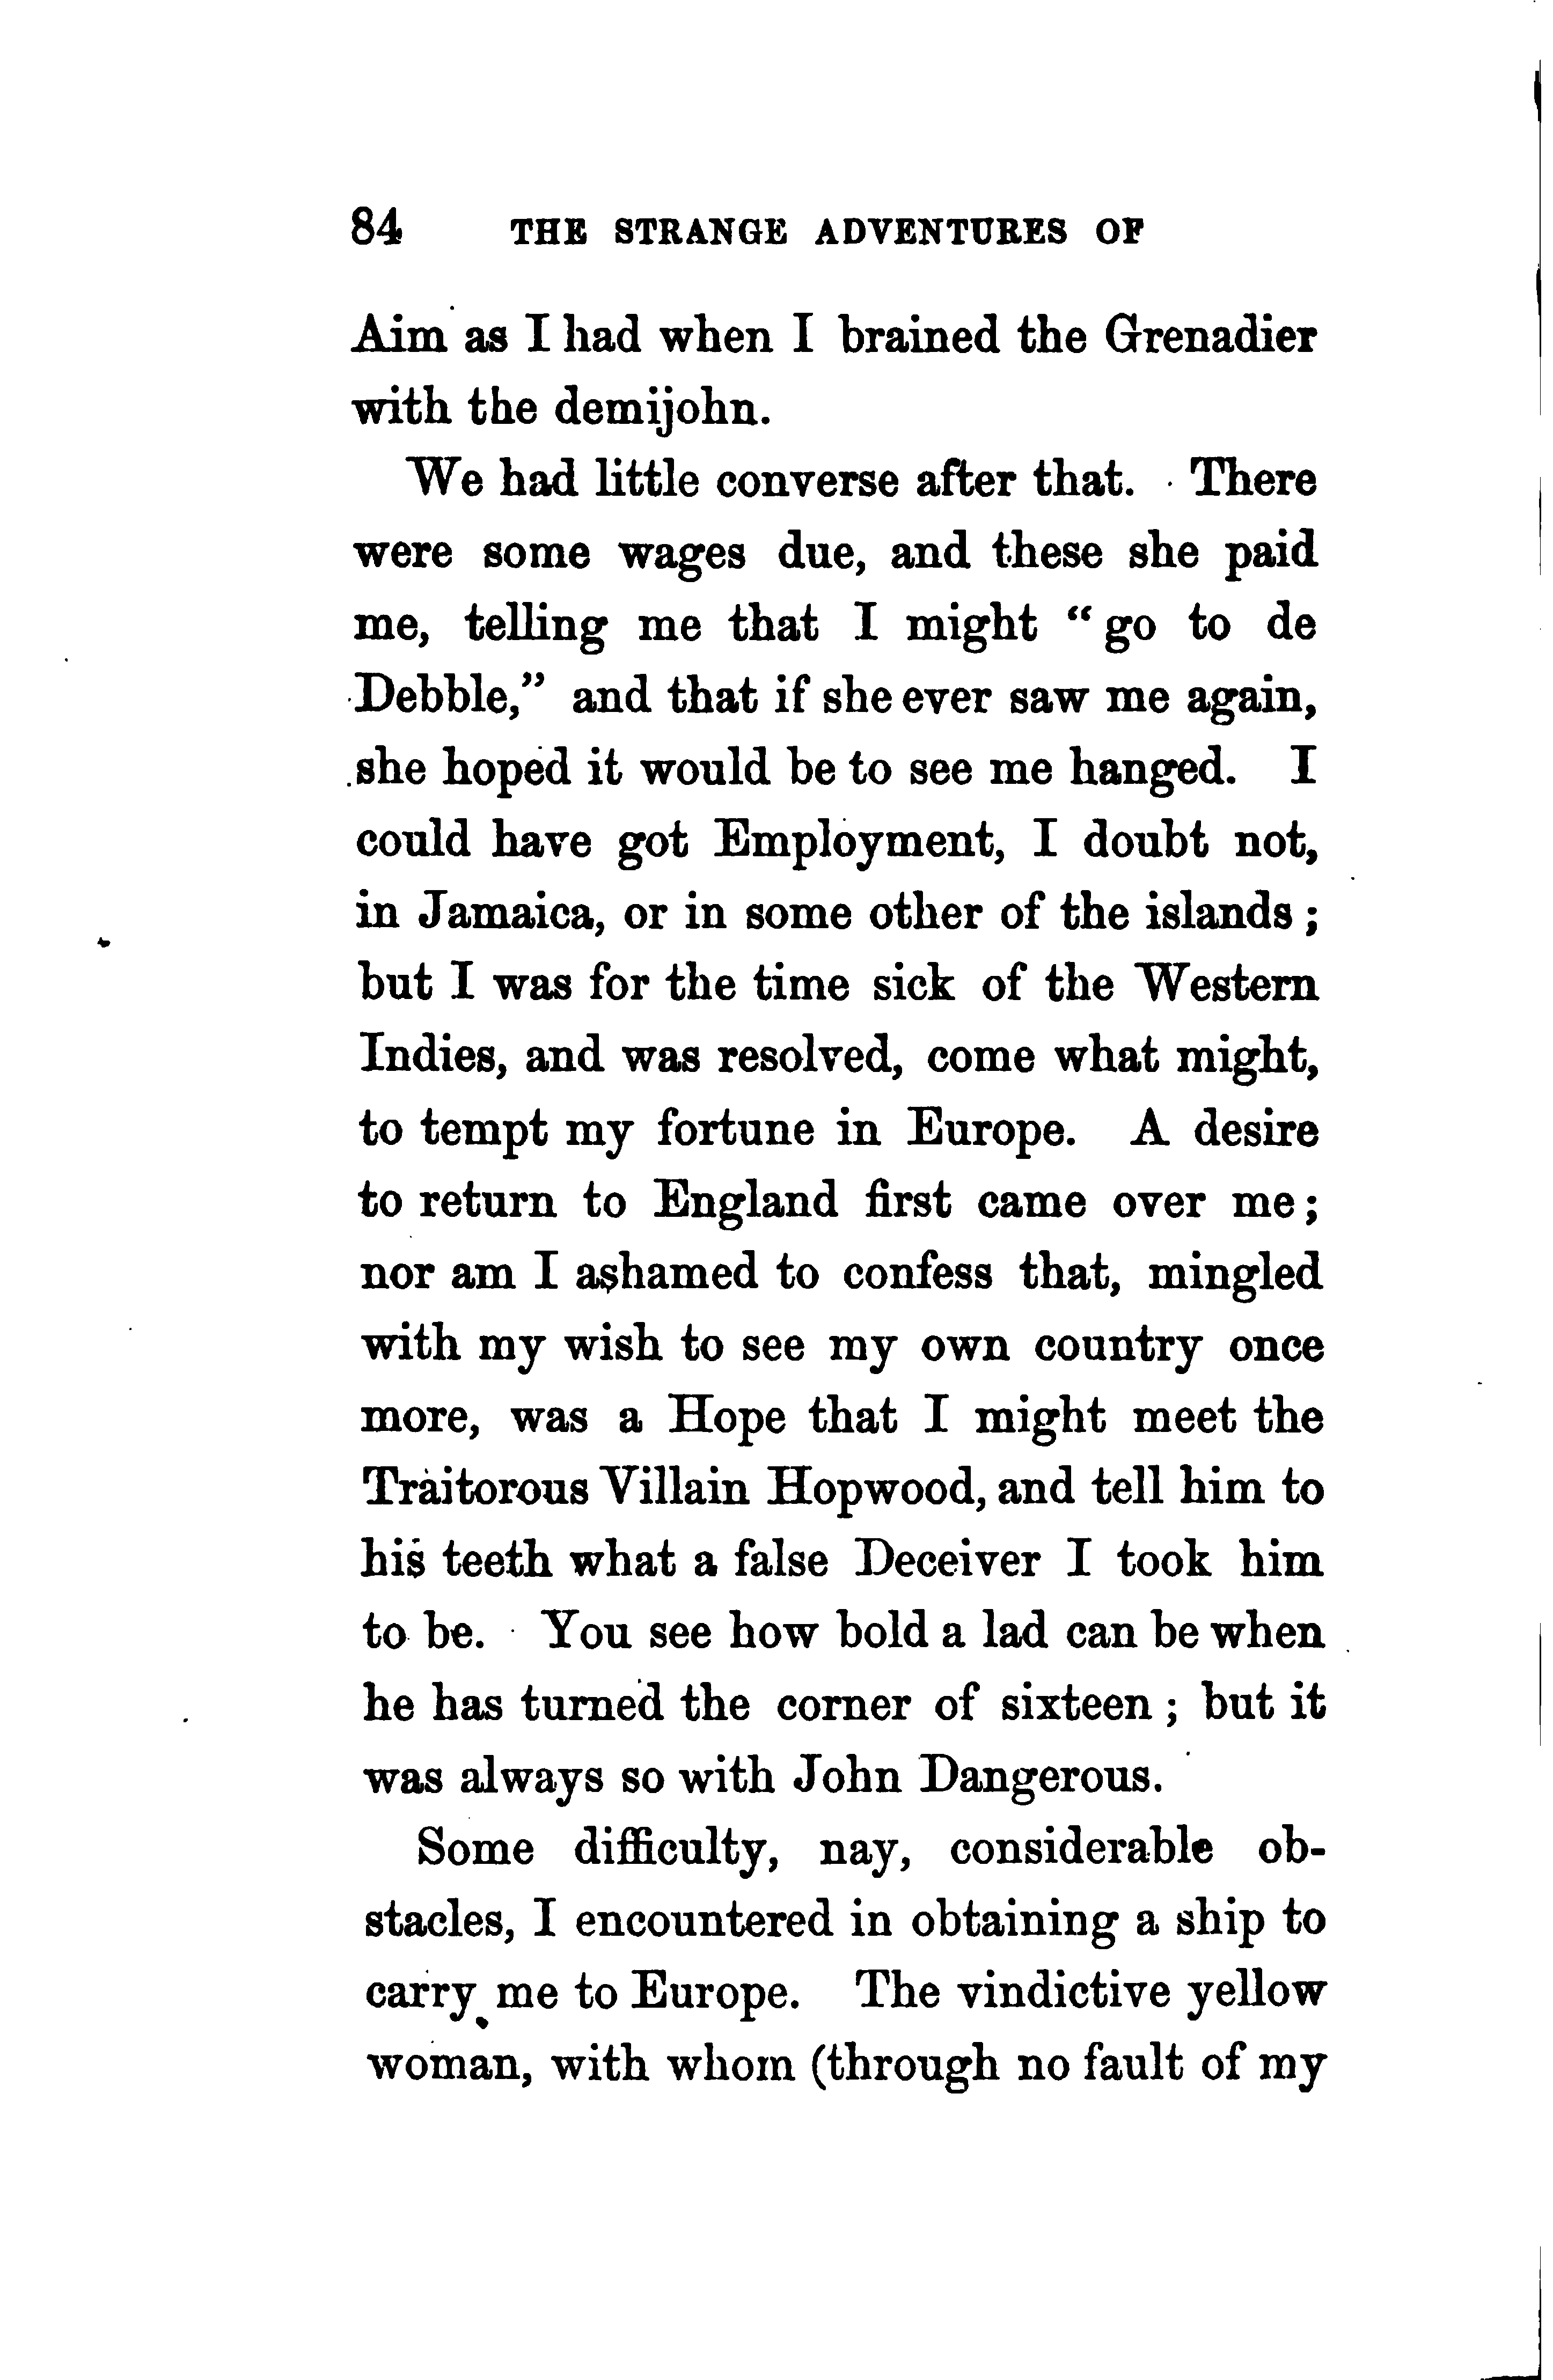 84 THE STRANGE ADVENTURES OF
Aim as I had when I brained the Grenadier
with the demijohn.
We had little converse after that. There
were some wages due, and these she paid
me, telling me that I might “ go to de
Debble,” and that if she ever saw me again,
she hoped it would be to see me hanged. I
could have got Employment, I doubt not,
in Jamaica, or in some other of the islands ;
but I was for the time sick of the Western
Indies, and was resolved, come what might,
to tempt my fortune in Europe. A desire
to return to England first came over me ;
nor am I ashamed to confess that, mingled
with my wish to see my own country once
more, was a Hope that I might meet the
Traitorous Villain Hopwood, and tell him to
his teeth what a false Deceiver I took him
to be. You see how bold a lad can be when
he has turned the corner of sixteen ; but it
was always so with John Dangerous.
Some difficulty, nay, considerable ob-
stacles, I encountered in obtaining a ship to
carry me to Europe. The vindictive yellow
woman, with whom (through no fault of my